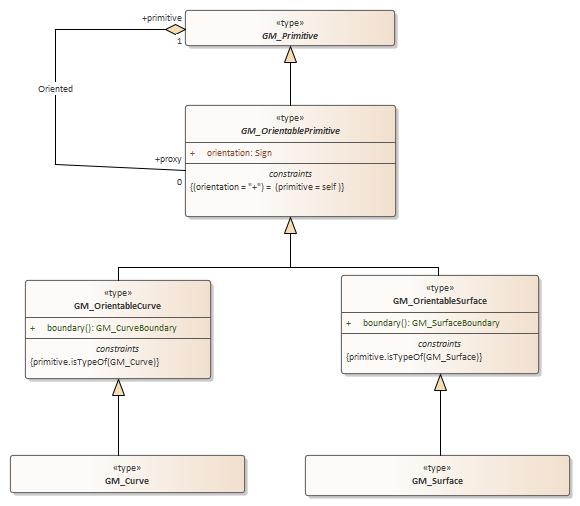 +primitive
1
«type»
GM_Primitive
Oriented
«type»
GM_OrientablePrimitive
+ orientation: Sign
constraints
{(orientation = "+") = (primitive = self )}
+proxy
0
«type»
GM_OrientableCurve
+ boundary(): GM_CurveBoundary
constraints
{primitive.isTypeOf(GM_Curve)}
«type»
GM_OrientableSurface
+ boundary(): GM_SurfaceBoundary
constraints
{primitive.isTypeOf(GM_Surface)}
«type»
GM_Curve
«type»
GM_Surface